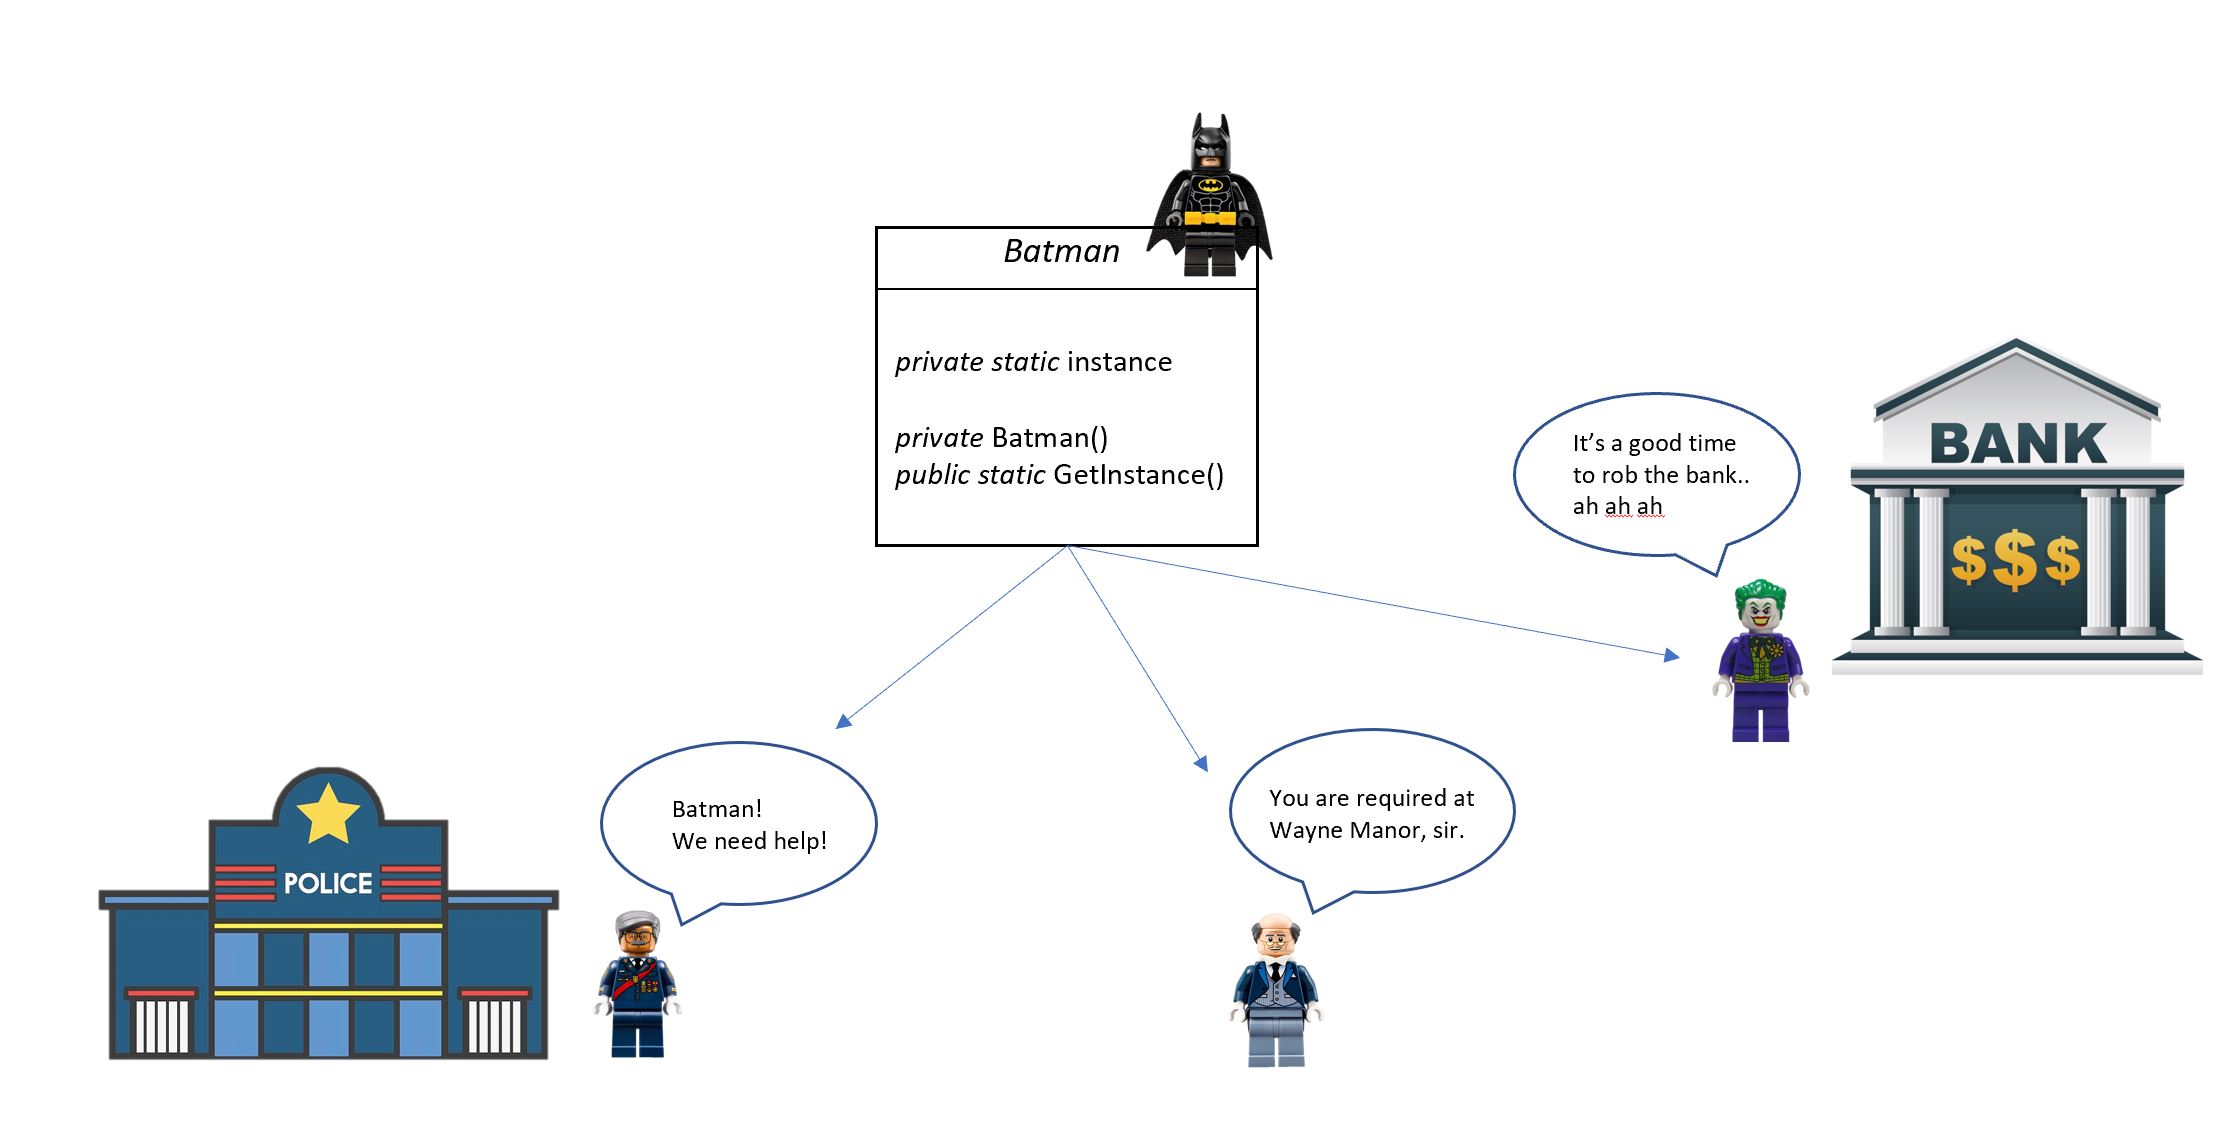 Batman
private static instance
private Batman()
public static GetInstance()
It’s a good time
to rob the bank..
ah ah ah
BANK
$$$
Batman!
We need help!
You are required at
Wayne Manor, sir.
POLICE